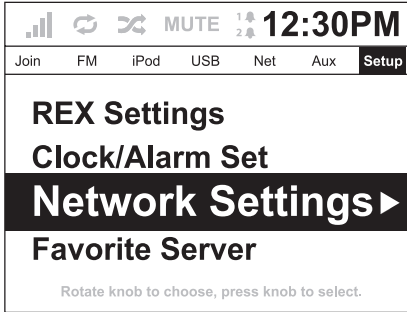 MUTE 1 2 12:30PM
Join FM iPod USB Net Aux Setup
REX Settings
Clock/Alarm Set
Network Settings
Favorite Server
Rotate knob to choose, press knob to select.